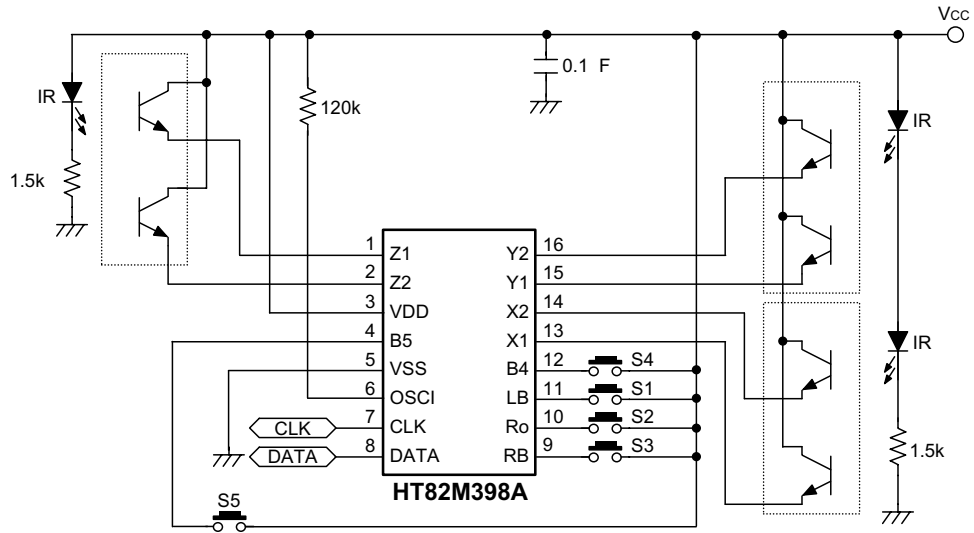 VCC
IR
120k
0.1 F
IR
1.5k
1 Z1
2 Z2
3 VDD
4 B5
5 VSS
6 OSCI
7 CLK
8 DATA
Y2 16
Y1 15
X2 14
X1 13
B4 12
LB 11
Ro 10
RB 9
S4
S1
S2
S3
IR
1.5k
CLK
DATA
HT82M398A
S5